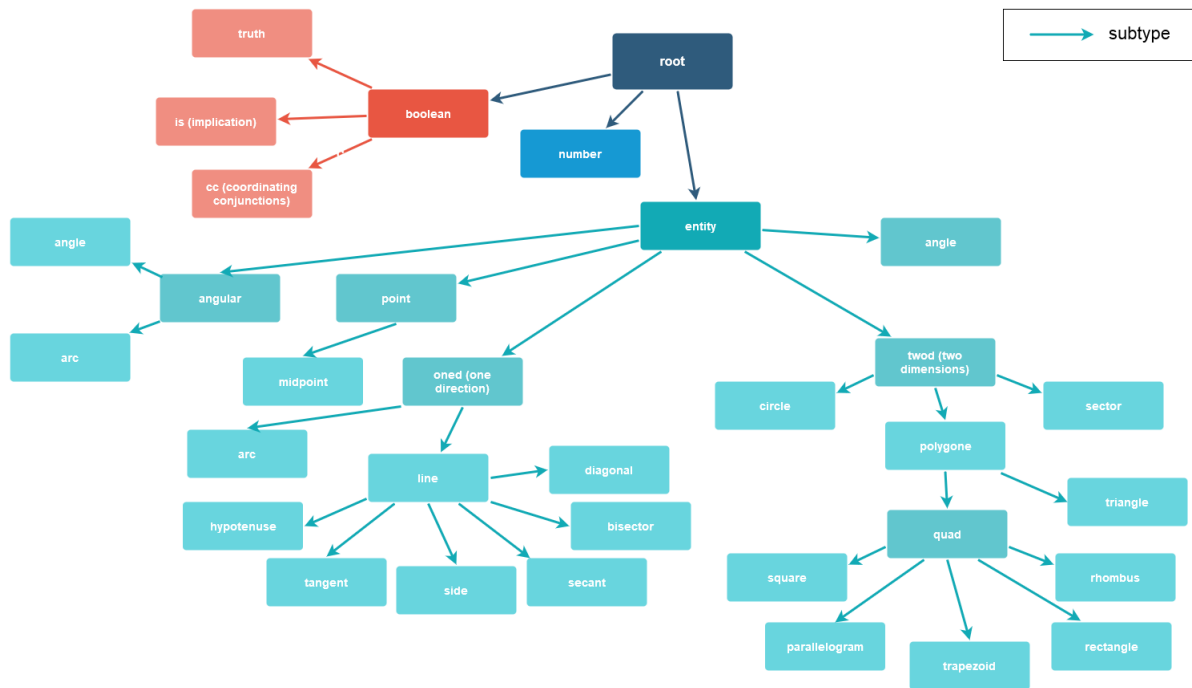 truth
root
subtype
is (implication)
boolean
number
cc (coordinating
conjunctions)
entity
angle
angle
angular
point
arc
midpoint
oned (one
direction)
twod (two
dimensions)
circle
sector
arc
line
diagonal
polygone
hypotenuse
bisector
triangle
quad
tangent
side
secant
square
rhombus
parallelogram
trapezoid
rectangle